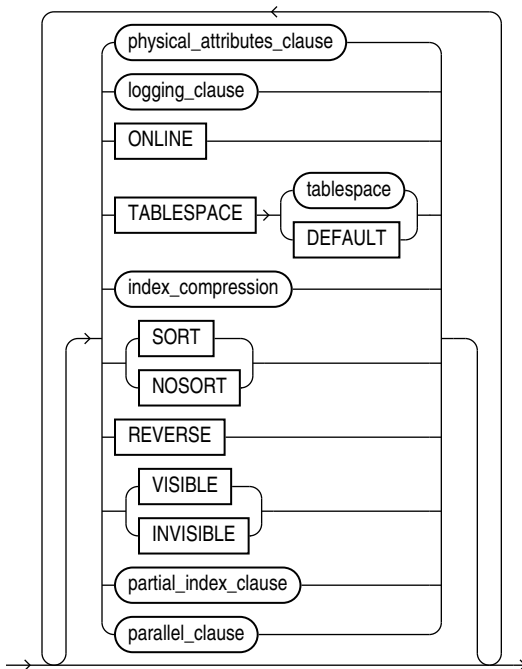 physical_attributes_clause
logging_clause
ONLINE
TABLESPACE
tablespace
DEFAULT
index_compression
SORT
NOSORT
REVERSE
VISIBLE
INVISIBLE
partial_index_clause
parallel_clause